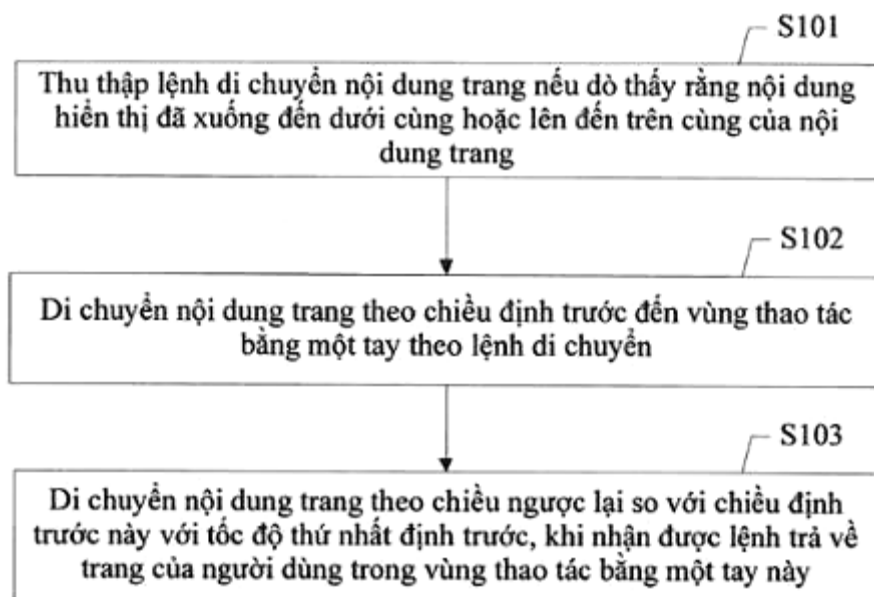 S101
Thu thập lệnh di chuyển nội dung trang nếu dò thấy rằng nội dung
hiển thị đã xuống đến dưới cùng hoặc lên đến trên cùng của nội
dung trang
S102
Di chuyển nội dung trang theo chiều định trước đến vùng thao tác
bằng một tay theo lệnh di chuyển
S103
Di chuyển nội dung trang theo chiều ngược lại so với chiều định
trước này với tốc độ thứ nhất định trước, khi nhận được lệnh trả về
trang của người dùng trong vùng thao tác bằng một tay này